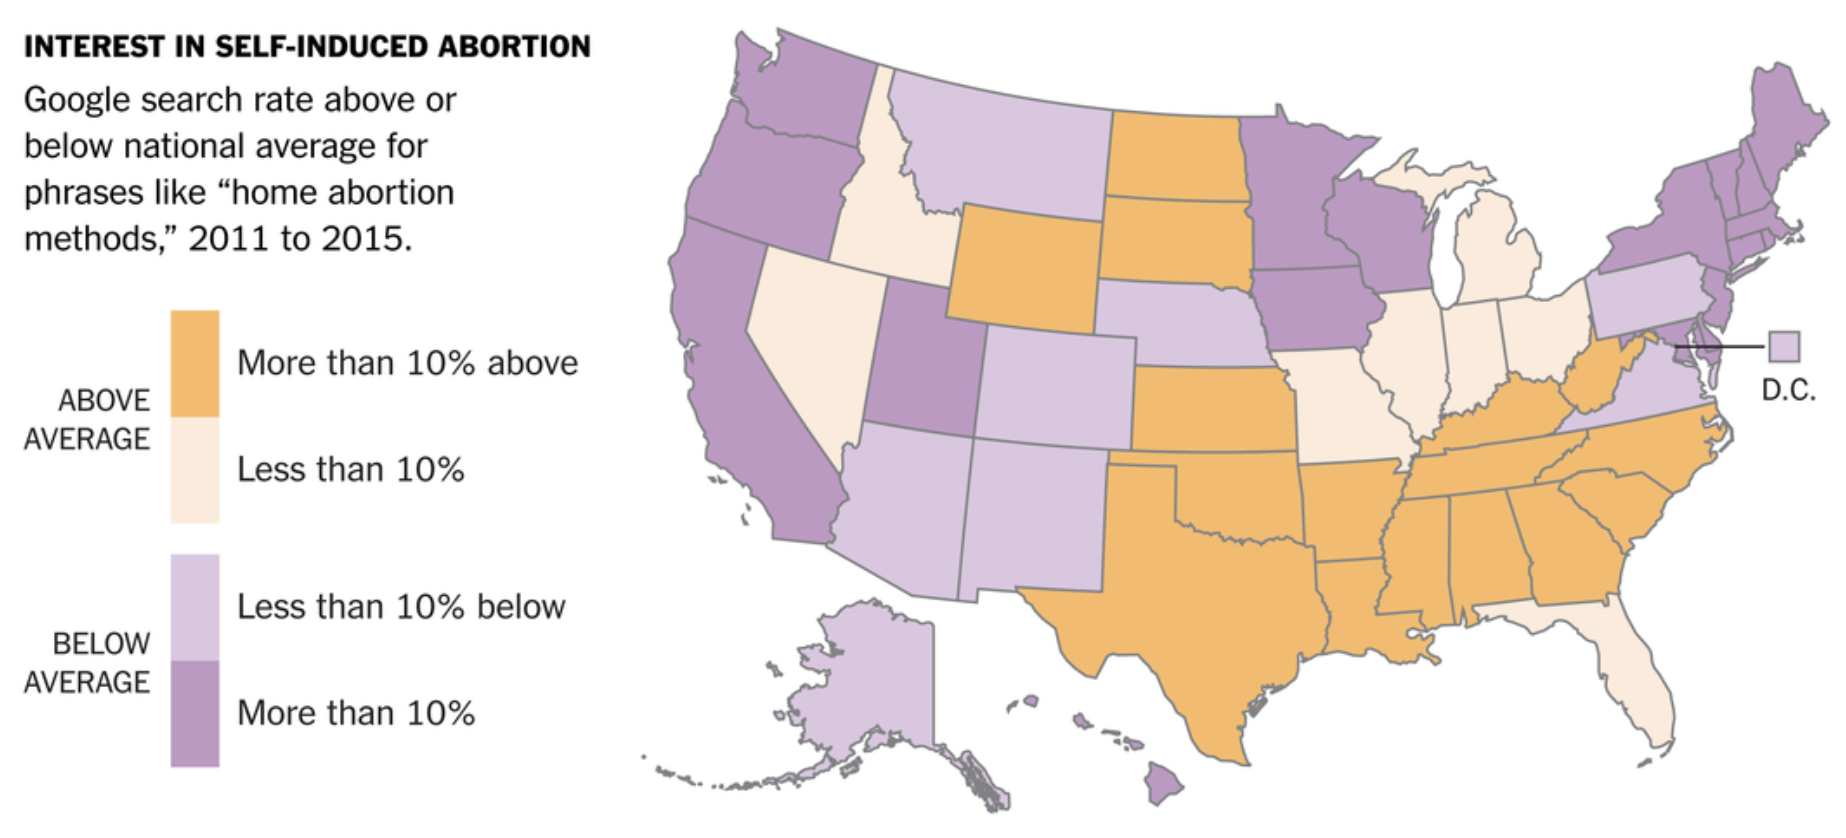 INTEREST IN SELF-INDUCED ABORTION
Google search rate above or
below national average for
phrases like “home abortion
methods,” 2011 to 2015.
More than 10% above
ABOVE
AVERAGE
Less than 10%
Less than 10% below
BELOW
AVERAGE
More than 10%
D.C.